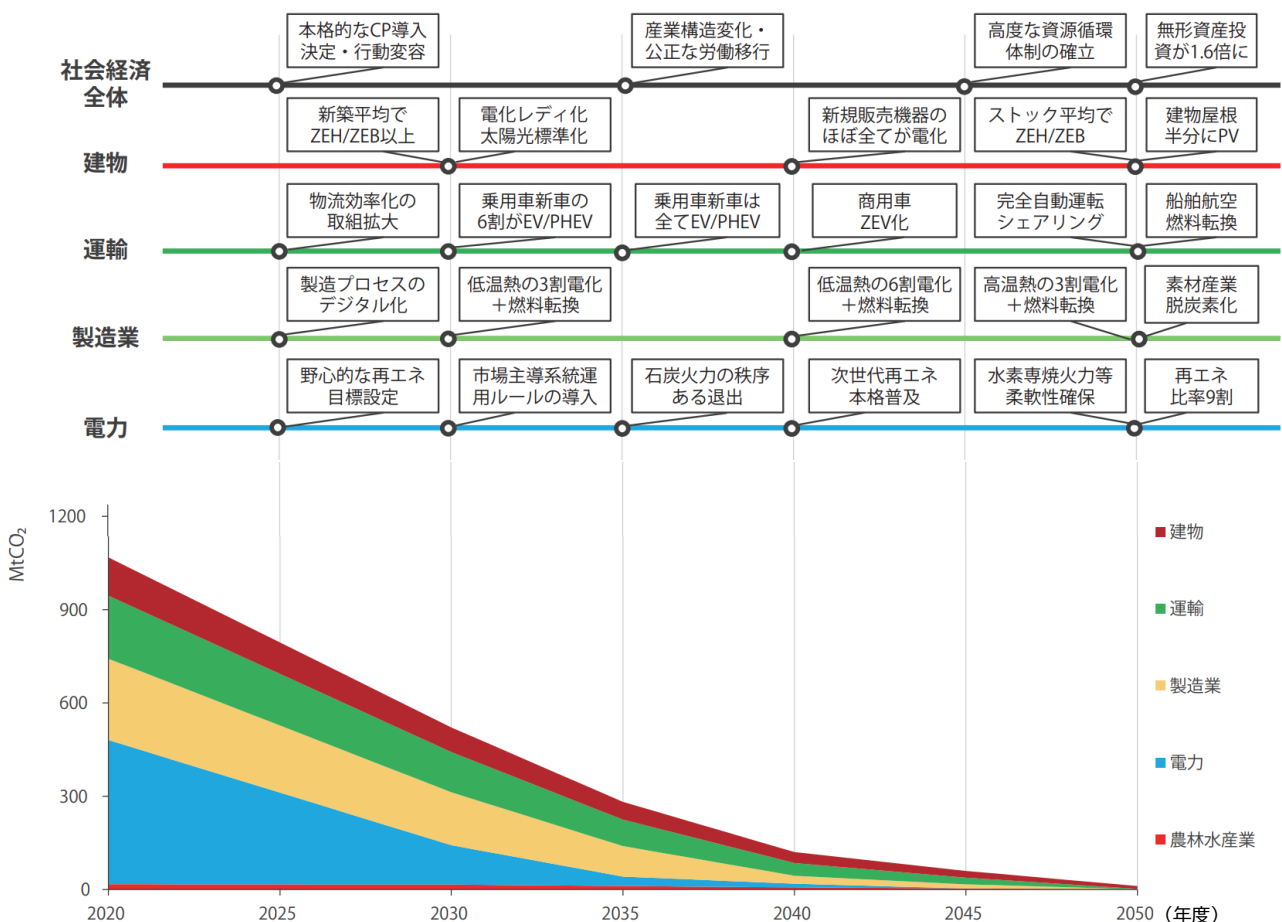 本格的なCP導入
決定・行動変容
産業構造変化・
公正な労働移行
高度な資源循環
体制の確立
無形資産投
資が1.6倍に
社会経済
全体
新築平均で
ZEH/ZEB以上
電化レディ化
太陽光標準化
新規販売機器の
ほぼ全てが電化
ストック平均で
ZEH/ZEB
建物屋根
半分にPV
建物
物流効率化の
取組拡大
乗用車新車の
6割がEV/PHEV
乗用車新車は
全てEV/PHEV
商用車
ZEV化
完全自動運転
シェアリング
船舶航空
燃料転換
運輸
製造プロセスの
デジタル化
低温熱の3割電化
＋燃料転換
低温熱の6割電化
＋燃料転換
高温熱の3割電化
＋燃料転換
素材産業
脱炭素化
製造業
野心的な再エネ
目標設定
市場主導系統運
用ルールの導入
石炭火力の秩序
ある退出
次世代再エネ
本格普及
水素専焼火力等
柔軟性確保
再エネ
比率9割
電力
MtCO₂
1200
900
600
300
0
2020
2025
2030
2035
2040
2045
2050
(年度)
建物
運輸
製造業
電力
農林水産業